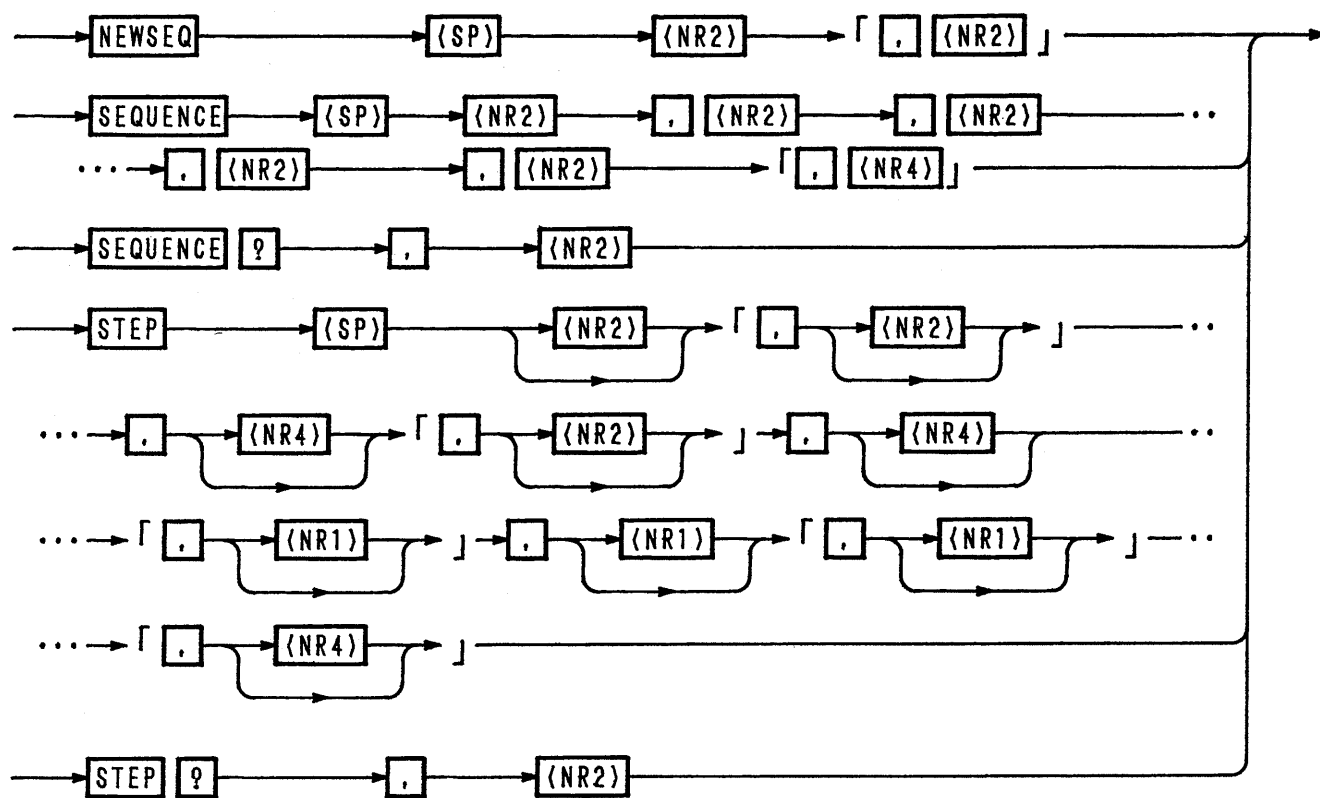 NEWSEQ ⟨SP⟩ ⟨NR2⟩ 「 , ⟨NR2⟩ 」
SEQUENCE ⟨SP⟩ ⟨NR2⟩ , ⟨NR2⟩ , ⟨NR2⟩ ··
··· , ⟨NR2⟩ , ⟨NR2⟩ 「 , ⟨NR4⟩ 」
SEQUENCE ? , ⟨NR2⟩
STEP ⟨SP⟩ ⟨NR2⟩ 「 , ⟨NR2⟩ 」 ··
··· , ⟨NR4⟩ 「 , ⟨NR2⟩ 」 , ⟨NR4⟩ ··
··· 「 , ⟨NR1⟩ 」 , ⟨NR1⟩ 「 , ⟨NR1⟩ 」 ··
··· 「 , ⟨NR4⟩ 」
STEP ? , ⟨NR2⟩